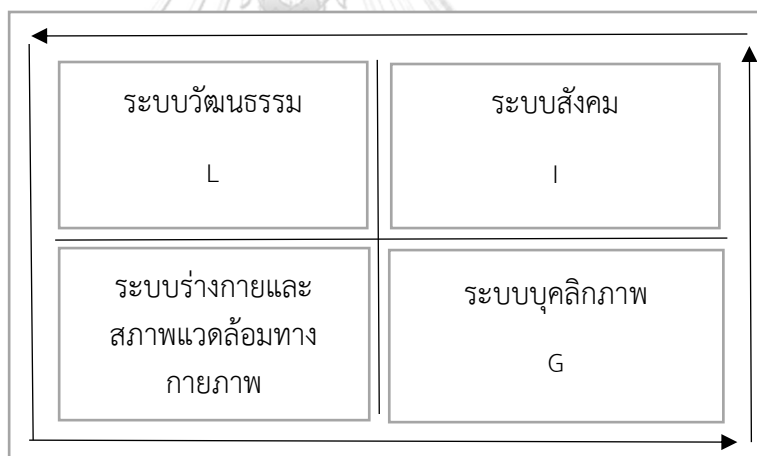 ระบบวัฒนธรรม
L
ระบบสังคม
I
ระบบร่างกายและ
สภาพแวดล้อมทาง
กายภาพ
ระบบบุคลิกภาพ
G